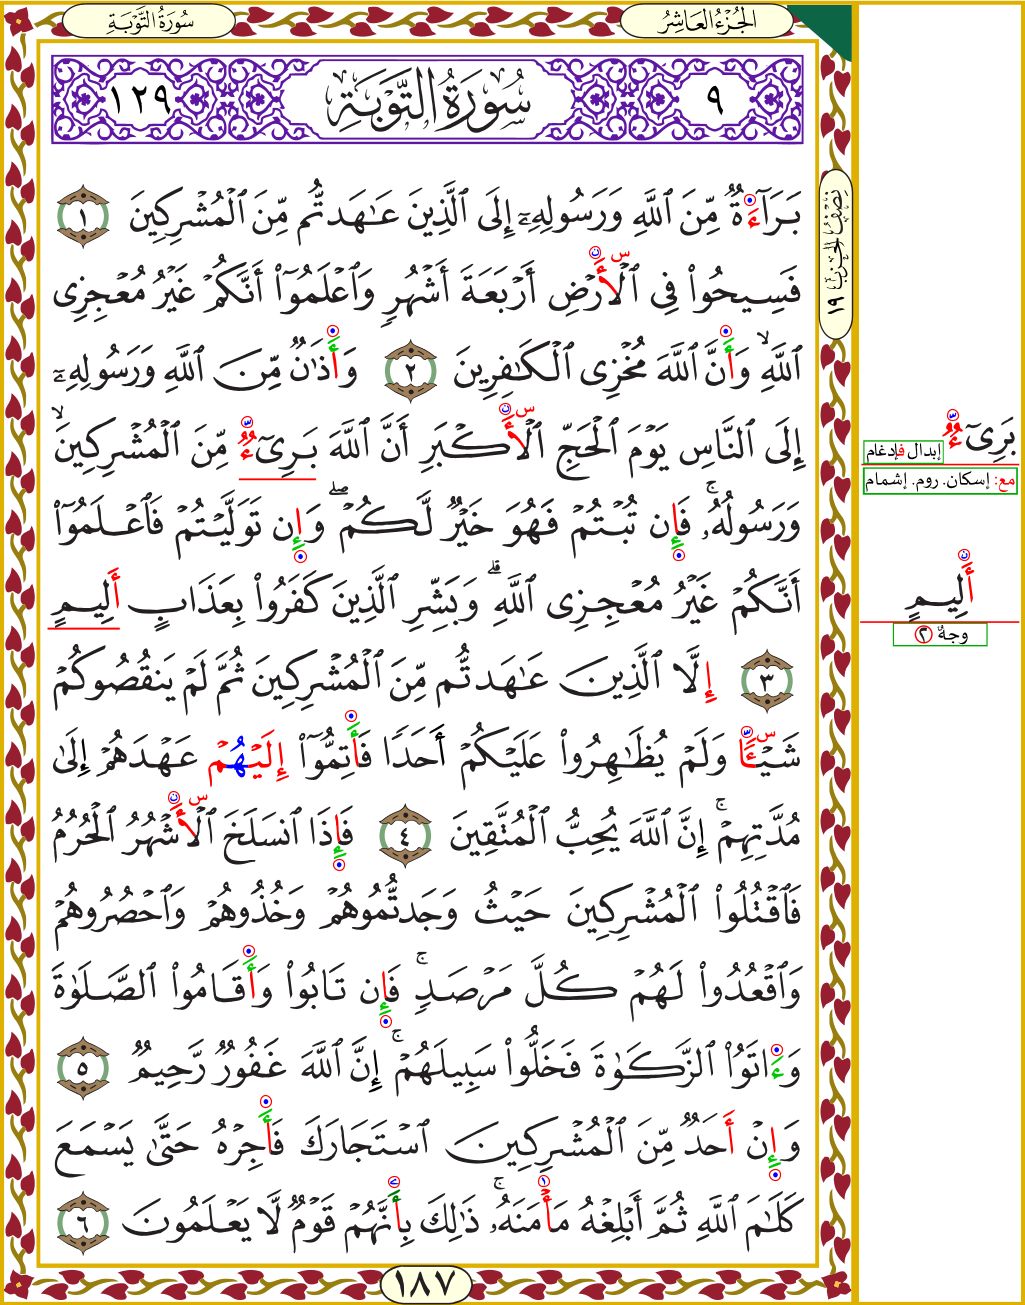 سُورَةُ التَّوْبَةِ
الجُزْءُ العَاشِرُ
١٢٩ سُورَةُ التَّوْبَةِ ٩
بَرَآءَةٌ مِّنَ ٱللَّهِ وَرَسُولِهِۦٓ إِلَى ٱلَّذِينَ عَٰهَدتُّم مِّنَ ٱلْمُشْرِكِينَ ١
فَسِيحُوا۟ فِى ٱلْأَرْضِ أَرْبَعَةَ أَشْهُرٍ وَٱعْلَمُوٓا۟ أَنَّكُمْ غَيْرُ مُعْجِزِى
ٱللَّهِ ۙ وَأَنَّ ٱللَّهَ مُخْزِى ٱلْكَٰفِرِينَ ٢ وَأَذَٰنٌ مِّنَ ٱللَّهِ وَرَسُولِهِۦٓ
إِلَى ٱلنَّاسِ يَوْمَ ٱلْحَجِّ ٱلْأَكْبَرِ أَنَّ ٱللَّهَ بَرِىٓءٌ مِّنَ ٱلْمُشْرِكِينَ ۙ
وَرَسُولُهُۥ ۚ فَإِن تُبْتُمْ فَهُوَ خَيْرٌ لَّكُمْ ۖ وَإِن تَوَلَّيْتُمْ فَٱعْلَمُوٓا۟
أَنَّكُمْ غَيْرُ مُعْجِزِى ٱللَّهِ ۗ وَبَشِّرِ ٱلَّذِينَ كَفَرُوا۟ بِعَذَابٍ أَلِيمٍ
٣ إِلَّا ٱلَّذِينَ عَٰهَدتُّم مِّنَ ٱلْمُشْرِكِينَ ثُمَّ لَمْ يَنقُصُوكُمْ
شَيْـًٔا وَلَمْ يُظَٰهِرُوا۟ عَلَيْكُمْ أَحَدًا فَأَتِمُّوٓا۟ إِلَيْهُمْ عَهْدَهُمْ إِلَىٰ
مُدَّتِهِمْ ۚ إِنَّ ٱللَّهَ يُحِبُّ ٱلْمُتَّقِينَ ٤ فَإِذَا ٱنسَلَخَ ٱلْأَشْهُرُ ٱلْحُرُمُ
فَٱقْتُلُوا۟ ٱلْمُشْرِكِينَ حَيْثُ وَجَدتُّمُوهُمْ وَخُذُوهُمْ وَٱحْصُرُوهُمْ
وَٱقْعُدُوا۟ لَهُمْ كُلَّ مَرْصَدٍ ۚ فَإِن تَابُوا۟ وَأَقَامُوا۟ ٱلصَّلَوٰةَ
وَءَاتَوُا۟ ٱلزَّكَوٰةَ فَخَلُّوا۟ سَبِيلَهُمْ ۚ إِنَّ ٱللَّهَ غَفُورٌ رَّحِيمٌ ٥
وَإِنْ أَحَدٌ مِّنَ ٱلْمُشْرِكِينَ ٱسْتَجَارَكَ فَأَجِرْهُ حَتَّىٰ يَسْمَعَ
كَلَٰمَ ٱللَّهِ ثُمَّ أَبْلِغْهُ مَأْمَنَهُۥ ۚ ذَٰلِكَ بِأَنَّهُمْ قَوْمٌ لَّا يَعْلَمُونَ ٦
١٨٧
نِصْفُ الحِزْبِ ١٩
بَرِىٓءٌ
إبدال فإدغام
مع: إسكان. روم. إشمام
أَلِيمٍ
وجهٌ ٢